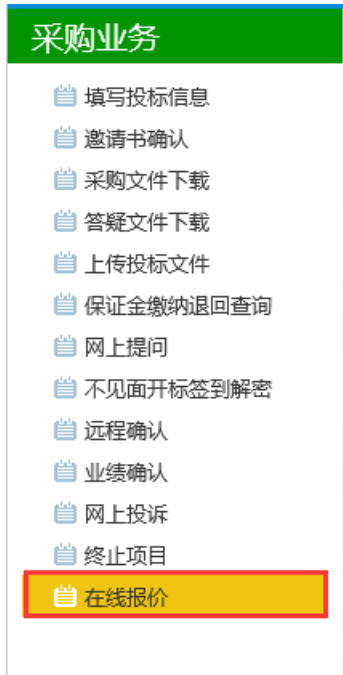 采购业务
填写投标信息
邀请书确认
采购文件下载
答疑文件下载
上传投标文件
保证金缴纳退回查询
网上提问
不见面开标签到解密
远程确认
业绩确认
网上投诉
终止项目
在线报价